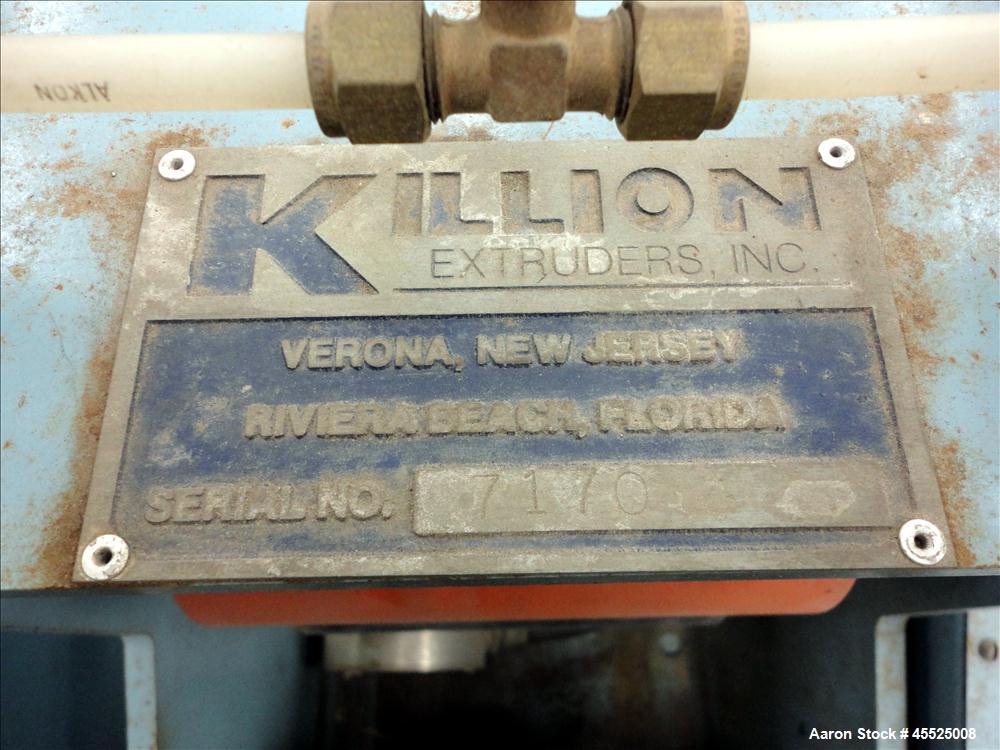 ALKON
KILLION
EXTRUDERS, INC.
VERONA, NEW JERSEY
RIVIERA BEACH, FLORIDA
SERIAL NO. 7170
Aaron Stock # 45525008